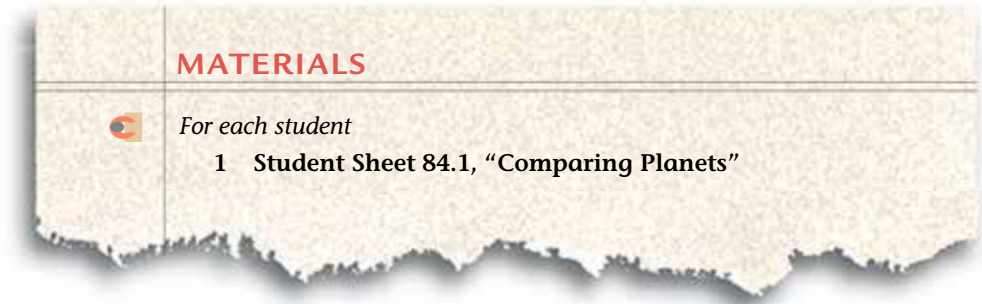 MATERIALS
For each student
1 Student Sheet 84.1, “Comparing Planets”